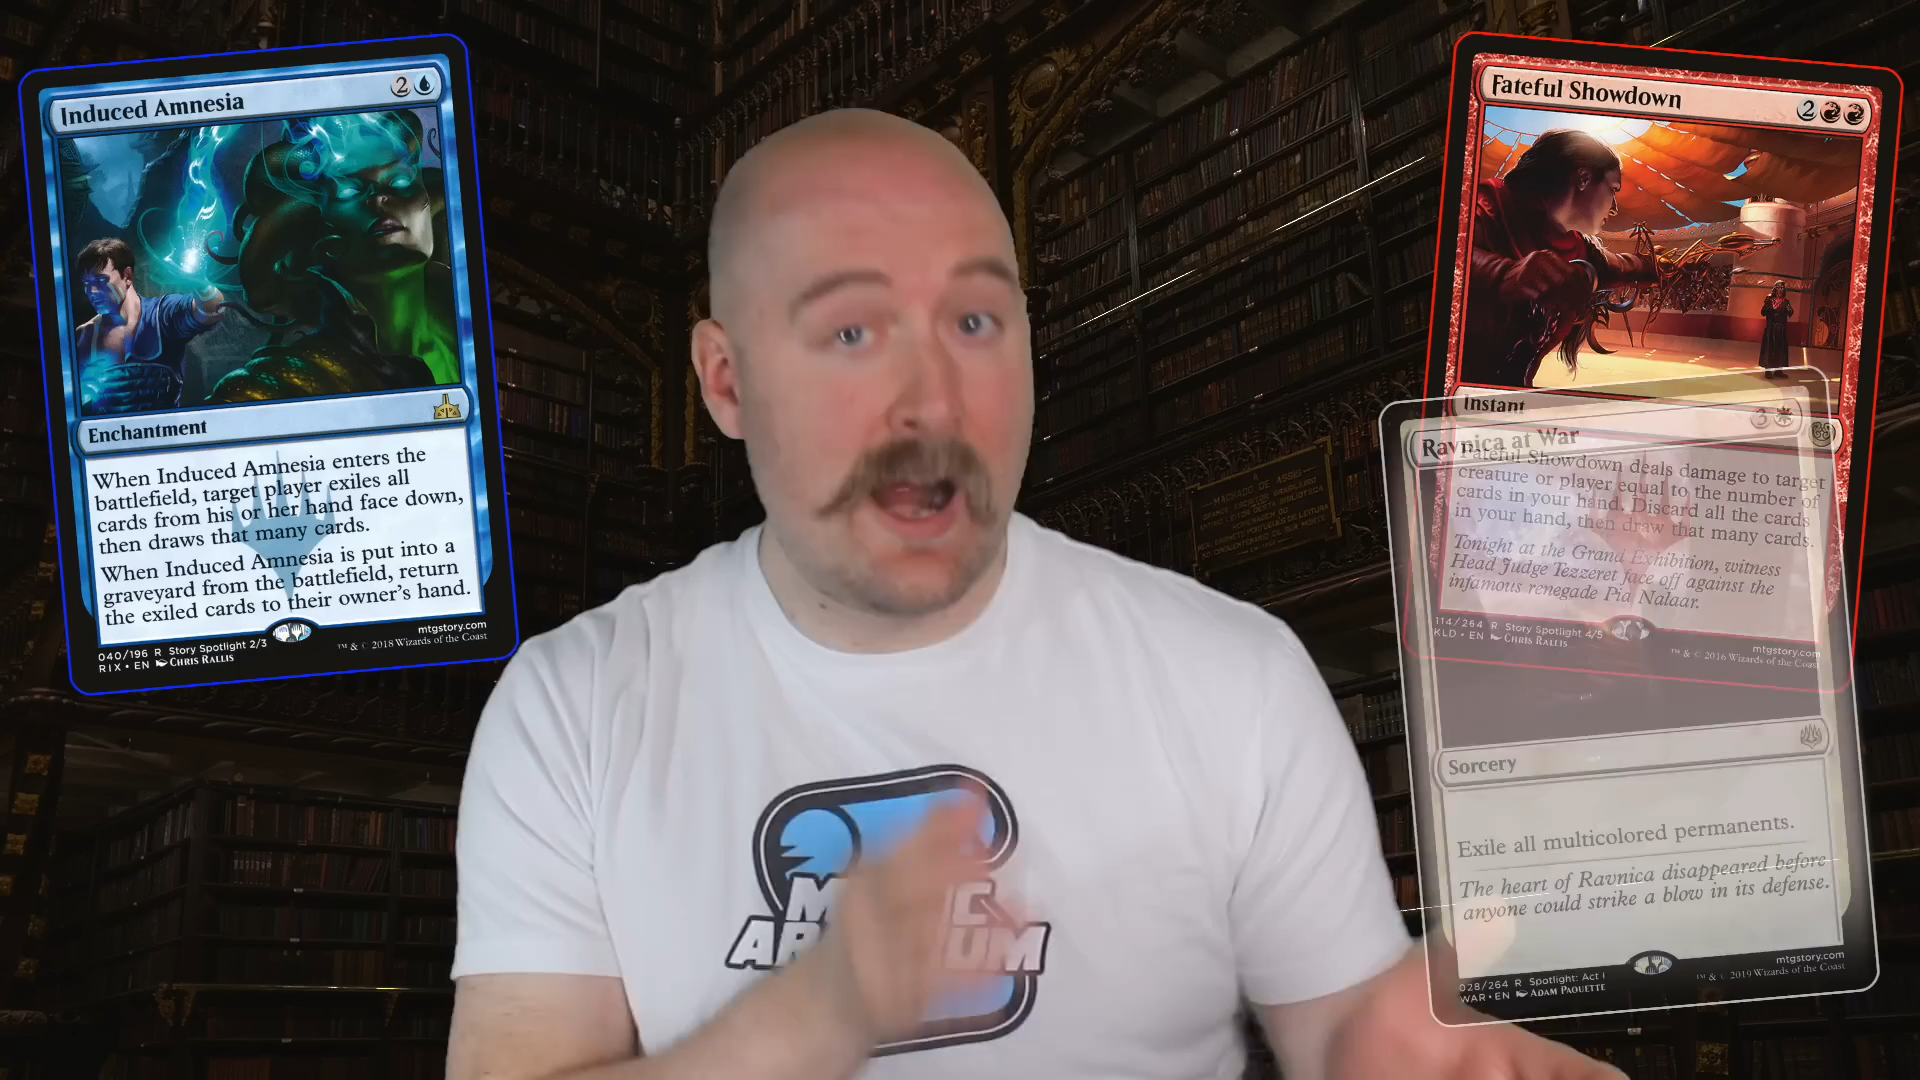 Induced Amnesia
2
Enchantment
When Induced Amnesia enters the
battlefield, target player exiles all
cards from his or her hand face down,
then draws that many cards.
When Induced Amnesia is put into a
graveyard from the battlefield, return
the exiled cards to their owner's hand.
040/196 R Story Spotlight 2/3
RIX • EN Chris Rallis
mtgstory.com
™ & © 2018 Wizards of the Coast
Fateful Showdown
2
Instant
Fateful Showdown deals damage to target
creature or player equal to the number of
cards in your hand. Discard all the cards
in your hand, then draw that many cards.
Tonight at the Grand Exhibition, witness
Head Judge Tezzeret face off against the
infamous renegade Pia Nalaar.
114/264 R Story Spotlight 4/5
KLD • EN Chris Rallis
mtgstory.com
™ & © 2016 Wizards of the Coast
Ravnica at War
3
Sorcery
Exile all multicolored permanents.
The heart of Ravnica disappeared before
anyone could strike a blow in its defense.
028/264 R Spotlight: Act I
WAR • EN Adam Paquette
mtgstory.com
™ & © 2019 Wizards of the Coast